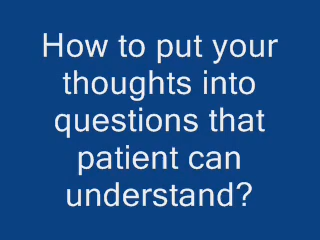 How to put your
thoughts into
questions that
patient can
understand?